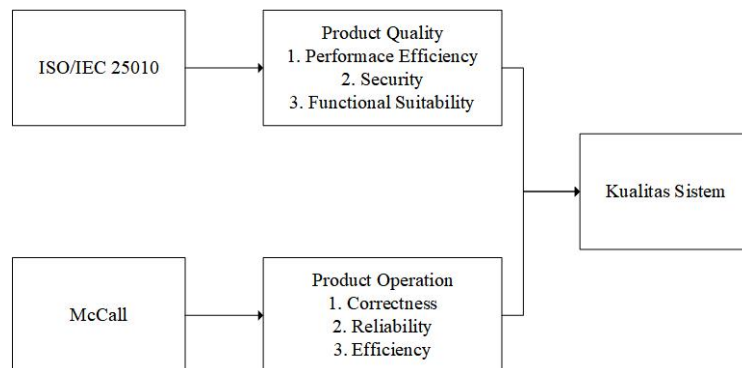 ISO/IEC 25010
Product Quality
1. Performace Efficiency
2. Security
3. Functional Suitability
Kualitas Sistem
McCall
Product Operation
1. Correctness
2. Reliability
3. Efficiency